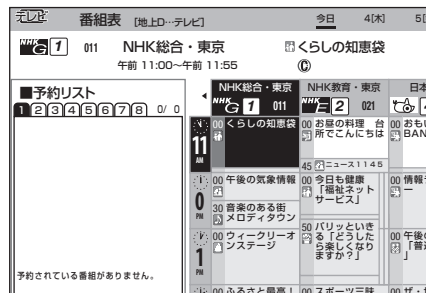 テレビ 番組表 [地上D…テレビ] 今日 4[木] 5[
NHK G 1 011 NHK総合・東京 くらしの知恵袋
午前 11:00~午前 11:55 ©
■予約リスト
1 2 3 4 5 6 7 8 0/ 0
予約されている番組がありません。
NHK総合・東京 NHK教育・東京 日本
NHK G 1 011 NHK E 2 021
11 AM
00 くらしの知恵袋
00 お昼の料理 台
所でこんにちは
00 おもい
BAN
45 ニュース1145
0 PM
00 午後の気象情報
30 音楽のある街
メロディタウン
00 今日も健康
「福祉ネット
サービス」
00 情報
ー
50 パリッといき
る「どうした
ら楽しくなり
ますか?」
1 PM
00 ウィークリーオ
ンステージ
00 午後の
「普通
」
00 ふるさと最高!
00 スポーツ三昧
00 ザ・サ